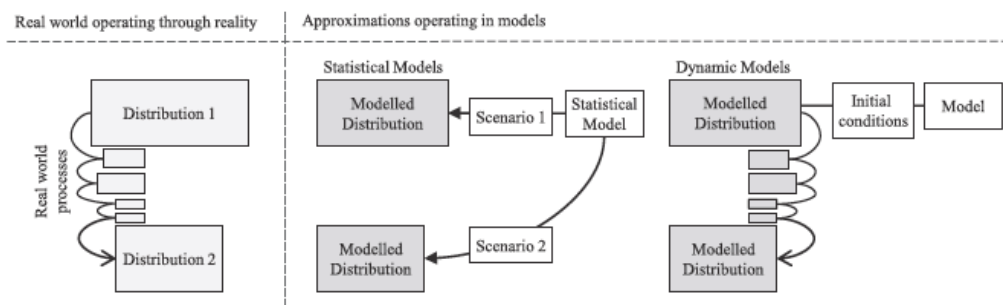 Real world operating through reality
Approximations operating in models
Distribution 1
Real world
processes
Distribution 2
Statistical Models
Modelled
Distribution
Scenario 1
Statistical
Model
Modelled
Distribution
Scenario 2
Dynamic Models
Modelled
Distribution
Initial
conditions
Model
Modelled
Distribution